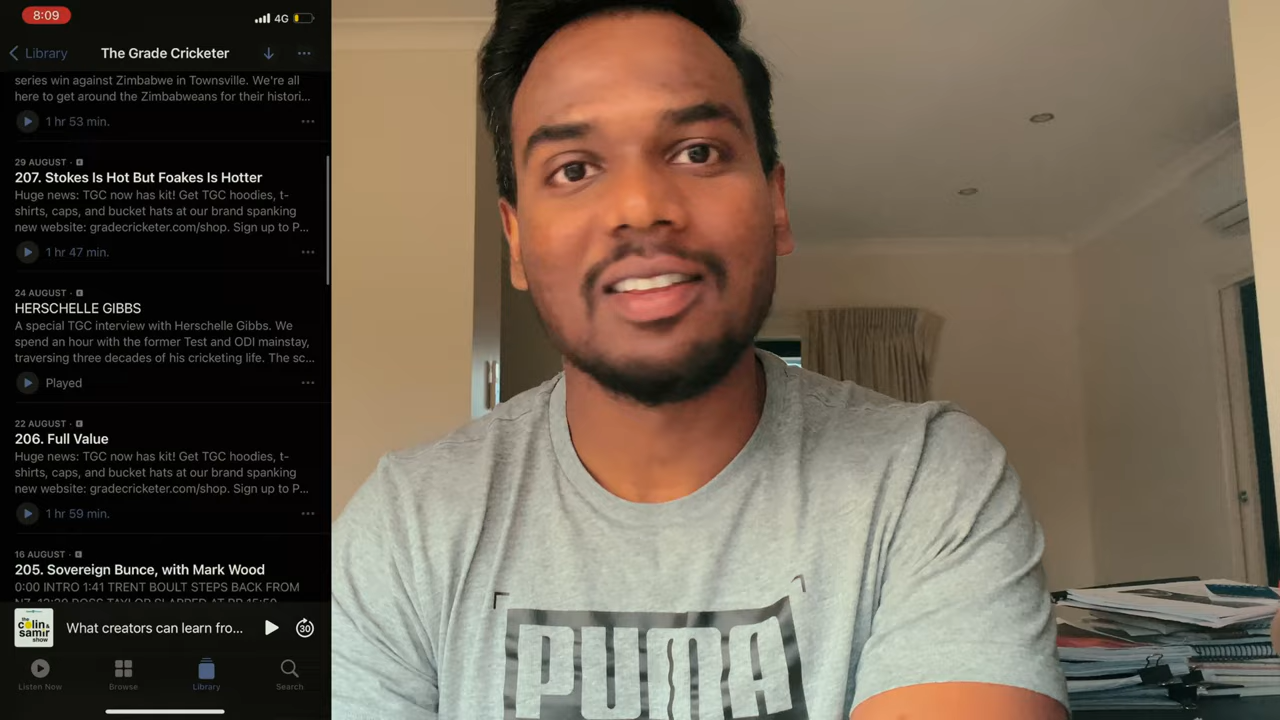 8:09
4G
Library
The Grade Cricketer
series win against Zimbabwe in Townsville. We're all
here to get around the Zimbabweans for their histori...
1 hr 53 min.
29 AUGUST
207. Stokes Is Hot But Foakes Is Hotter
Huge news: TGC now has kit! Get TGC hoodies, t-
shirts, caps, and bucket hats at our brand spanking
new website: gradecricketer.com/shop. Sign up to P...
1 hr 47 min.
24 AUGUST
HERSCHELLE GIBBS
A special TGC interview with Herschelle Gibbs. We
spend an hour with the former Test and ODI mainstay,
traversing three decades of his cricketing life. The sc...
Played
22 AUGUST
206. Full Value
Huge news: TGC now has kit! Get TGC hoodies, t-
shirts, caps, and bucket hats at our brand spanking
new website: gradecricketer.com/shop. Sign up to P...
1 hr 59 min.
16 AUGUST
205. Sovereign Bunce, with Mark Wood
0:00 INTRO 1:41 TRENT BOULT STEPS BACK FROM
the
colin &
samir
show
What creators can learn fro...
30
Listen Now
Browse
Library
Search
PUMA